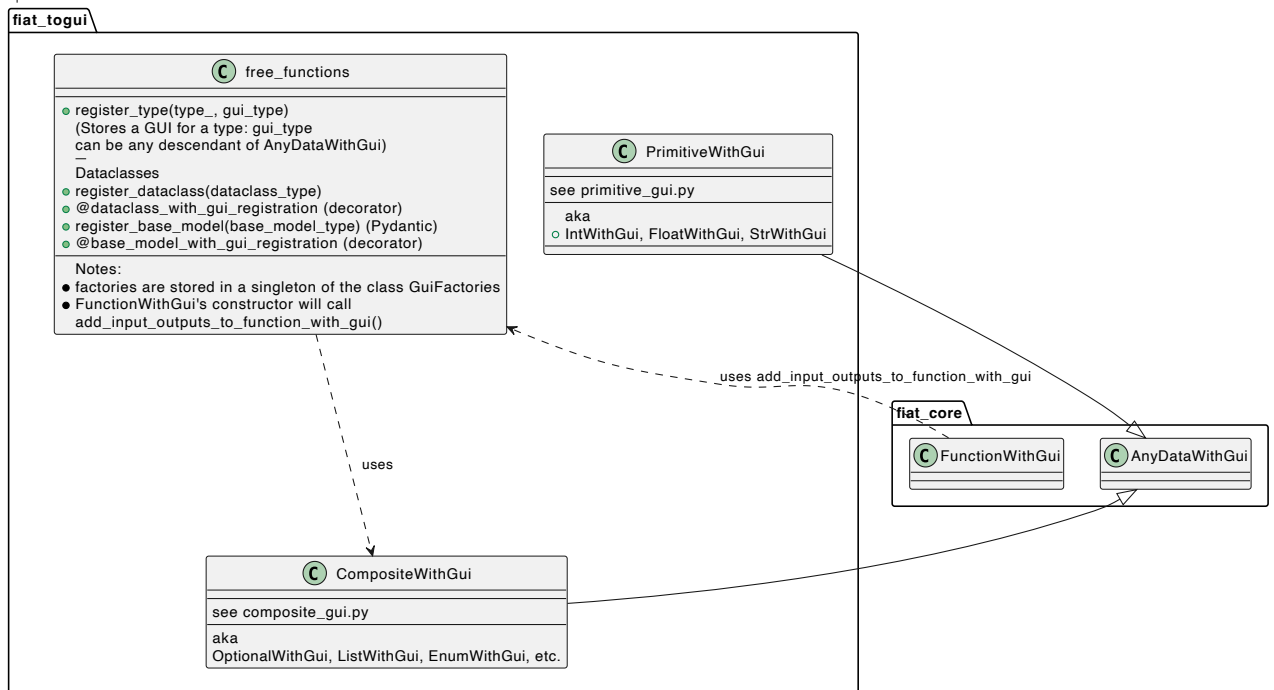 fiat_togui
C free_functions
register_type(type_, gui_type)
(Stores a GUI for a type: gui_type
can be any descendant of AnyDataWithGui)
—
Dataclasses
register_dataclass(dataclass_type)
@dataclass_with_gui_registration (decorator)
register_base_model(base_model_type) (Pydantic)
@base_model_with_gui_registration (decorator)
Notes:
factories are stored in a singleton of the class GuiFactories
FunctionWithGui's constructor will call
add_input_outputs_to_function_with_gui()
C PrimitiveWithGui
see primitive_gui.py
aka
IntWithGui, FloatWithGui, StrWithGui
uses add_input_outputs_to_function_with_gui
fiat_core
C FunctionWithGui
C AnyDataWithGui
uses
C CompositeWithGui
see composite_gui.py
aka
OptionalWithGui, ListWithGui, EnumWithGui, etc.